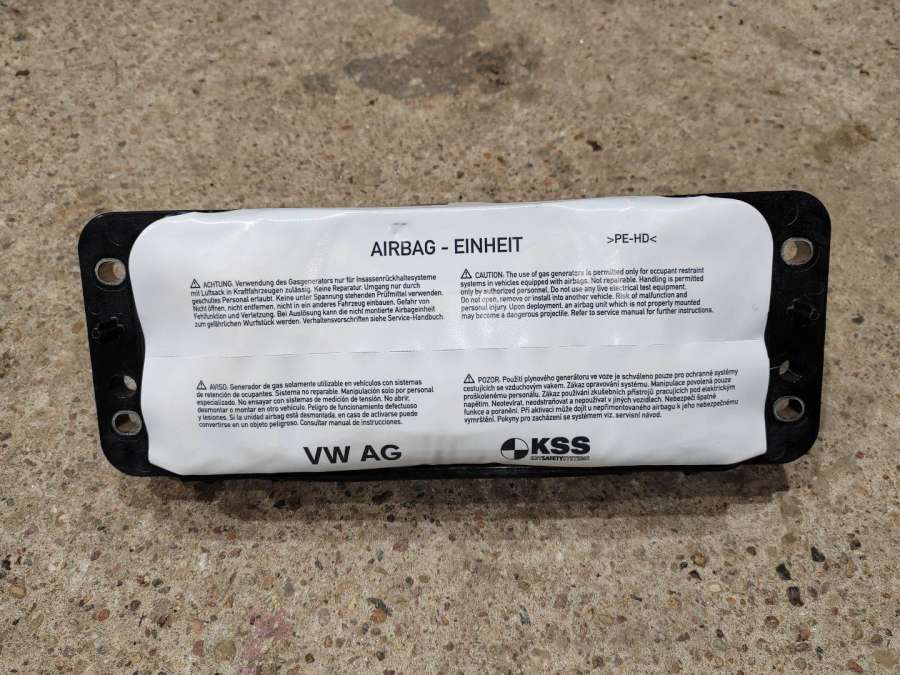 AIRBAG - EINHEIT
>PE-HD<
⚠ ACHTUNG. Verwendung des Gasgenerators nur für Insassenrückhaltesysteme
mit Luftsack in Kraftfahrzeugen zulässig. Keine Reparatur. Umgang nur durch
geschultes Personal erlaubt. Keine unter Spannung stehenden Prüfmittel verwenden.
Nicht öffnen, nicht entfernen, nicht in ein anderes Fahrzeug einbauen. Gefahr von
Fehlfunktion und Verletzung. Bei Auslösung kann die nicht montierte Airbageinheit
zum gefährlichen Wurfstück werden. Verhaltensvorschriften siehe Service-Handbuch.
⚠ CAUTION: The use of gas generators is permitted only for occupant restraint
systems in vehicles equipped with airbags. Not repairable. Handling is permitted
only by authorized personnel. Do not use any live electrical test equipment.
Do not open, remove or install into another vehicle. Risk of malfunction and
personal injury. Upon deployment, an airbag unit which is not properly mounted
may become a dangerous projectile. Refer to service manual for further instructions.
⚠ AVISO: Generador de gas solamente utilizable en vehículos con sistemas
de retención de ocupantes. Sistema no reparable. Manipulación solo por personal
especializado. No ensayar con sistemas de medición de tensión. No abrir,
desmontar o montar en otro vehículo. Peligro de funcionamiento defectuoso
y lesiones. Si la unidad airbag está desmontada, en caso de activarse puede
convertirse en un objeto peligroso. Consultar manual de instrucciones.
⚠ POZOR: Použití plynového generátoru ve voze je schváleno pouze pro ochranné systémy
cestujících se vzduchovým vakem. Zákaz opravování systému. Manipulace povolená pouze
proškolenému personálu. Zákaz používání zkušebních přístrojů pracujících pod elektrickým
napětím. Neotevírat, neodstraňovat a nepoužívat v jiných vozidlech. Nebezpečí špatné
funkce a poranění. Při aktivaci může dojít u nepřimontovaného airbagu k jeho nebezpečnému
vymrštění. Pokyny pro zacházení se systémem viz. servisní návod.
VW AG
KSS
KEYSAFETYSYSTEMS